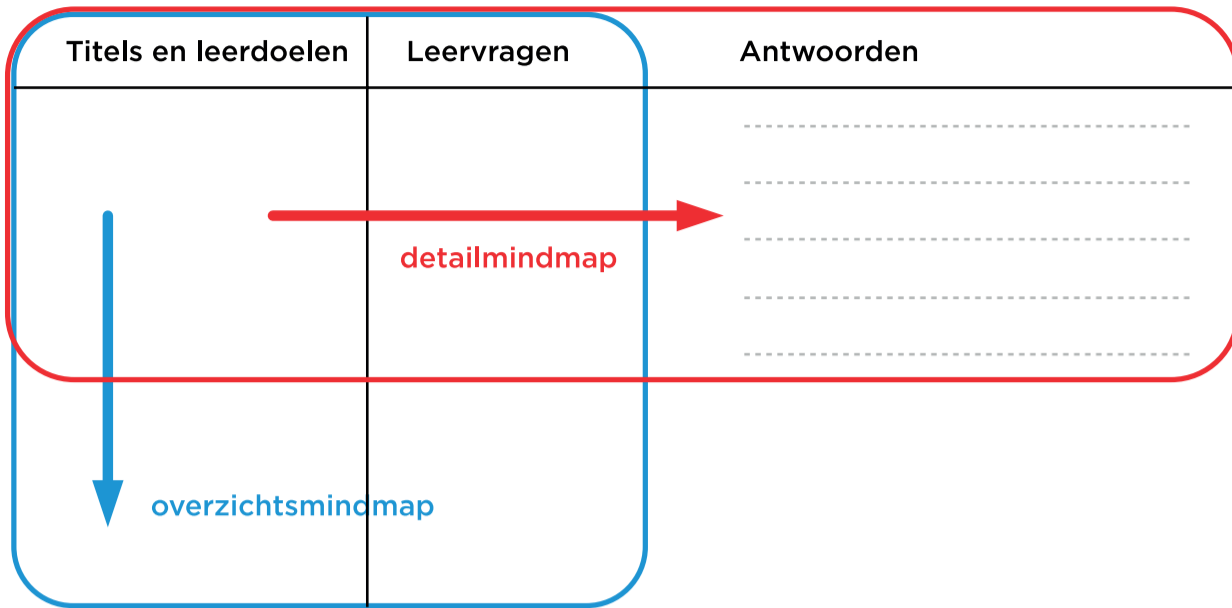 Titels en leerdoelen
Leervragen
Antwoorden
detailmindmap
overzichtsmindmap